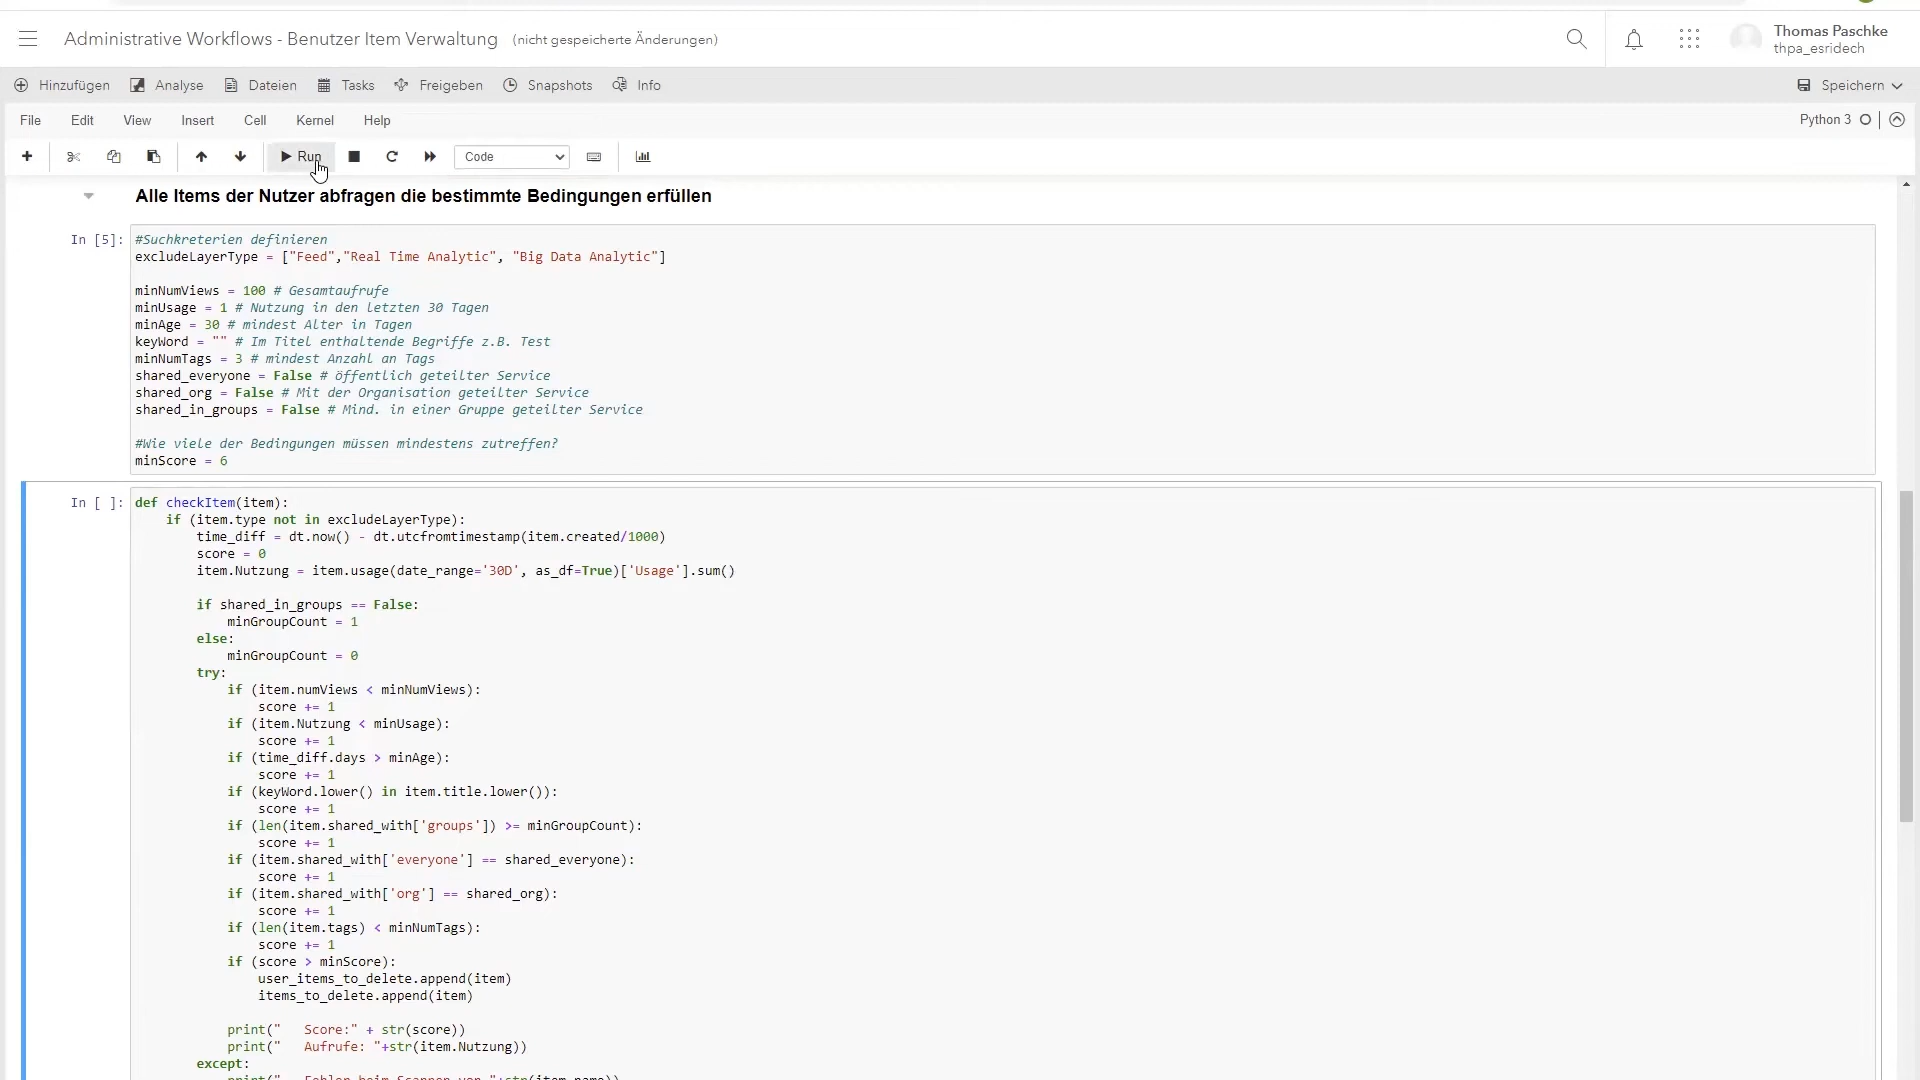 Administrative Workflows - Benutzer Item Verwaltung (nicht gespeicherte Änderungen)
Thomas Paschke
thpa_esridech
Hinzufügen Analyse Dateien Tasks Freigeben Snapshots Info Speichern
File Edit View Insert Cell Kernel Help Python 3
Run Code
Alle Items der Nutzer abfragen die bestimmte Bedingungen erfüllen
In [5]: #Suchkreterien definieren
excludeLayerType = ["Feed","Real Time Analytic", "Big Data Analytic"]
minNumViews = 100 # Gesamtaufrufe
minUsage = 1 # Nutzung in den letzten 30 Tagen
minAge = 30 # mindest Alter in Tagen
keyWord = "" # Im Titel enthaltende Begriffe z.B. Test
minNumTags = 3 # mindest Anzahl an Tags
shared_everyone = False # öffentlich geteilter Service
shared_org = False # Mit der Organisation geteilter Service
shared_in_groups = False # Mind. in einer Gruppe geteilter Service
#Wie viele der Bedingungen müssen mindestens zutreffen?
minScore = 6
In [ ]: def checkItem(item):
if (item.type not in excludeLayerType):
time_diff = dt.now() - dt.utcfromtimestamp(item.created/1000)
score = 0
item.Nutzung = item.usage(date_range='30D', as_df=True)['Usage'].sum()
if shared_in_groups == False:
minGroupCount = 1
else:
minGroupCount = 0
try:
if (item.numViews < minNumViews):
score += 1
if (item.Nutzung < minUsage):
score += 1
if (time_diff.days > minAge):
score += 1
if (keyWord.lower() in item.title.lower()):
score += 1
if (len(item.shared_with['groups']) >= minGroupCount):
score += 1
if (item.shared_with['everyone'] == shared_everyone):
score += 1
if (item.shared_with['org'] == shared_org):
score += 1
if (len(item.tags) < minNumTags):
score += 1
if (score > minScore):
user_items_to_delete.append(item)
items_to_delete.append(item)
print("   Score:" + str(score))
print("   Aufrufe: "+str(item.Nutzung))
except:
print("   Fehler beim Scannen von "+str(item.name))